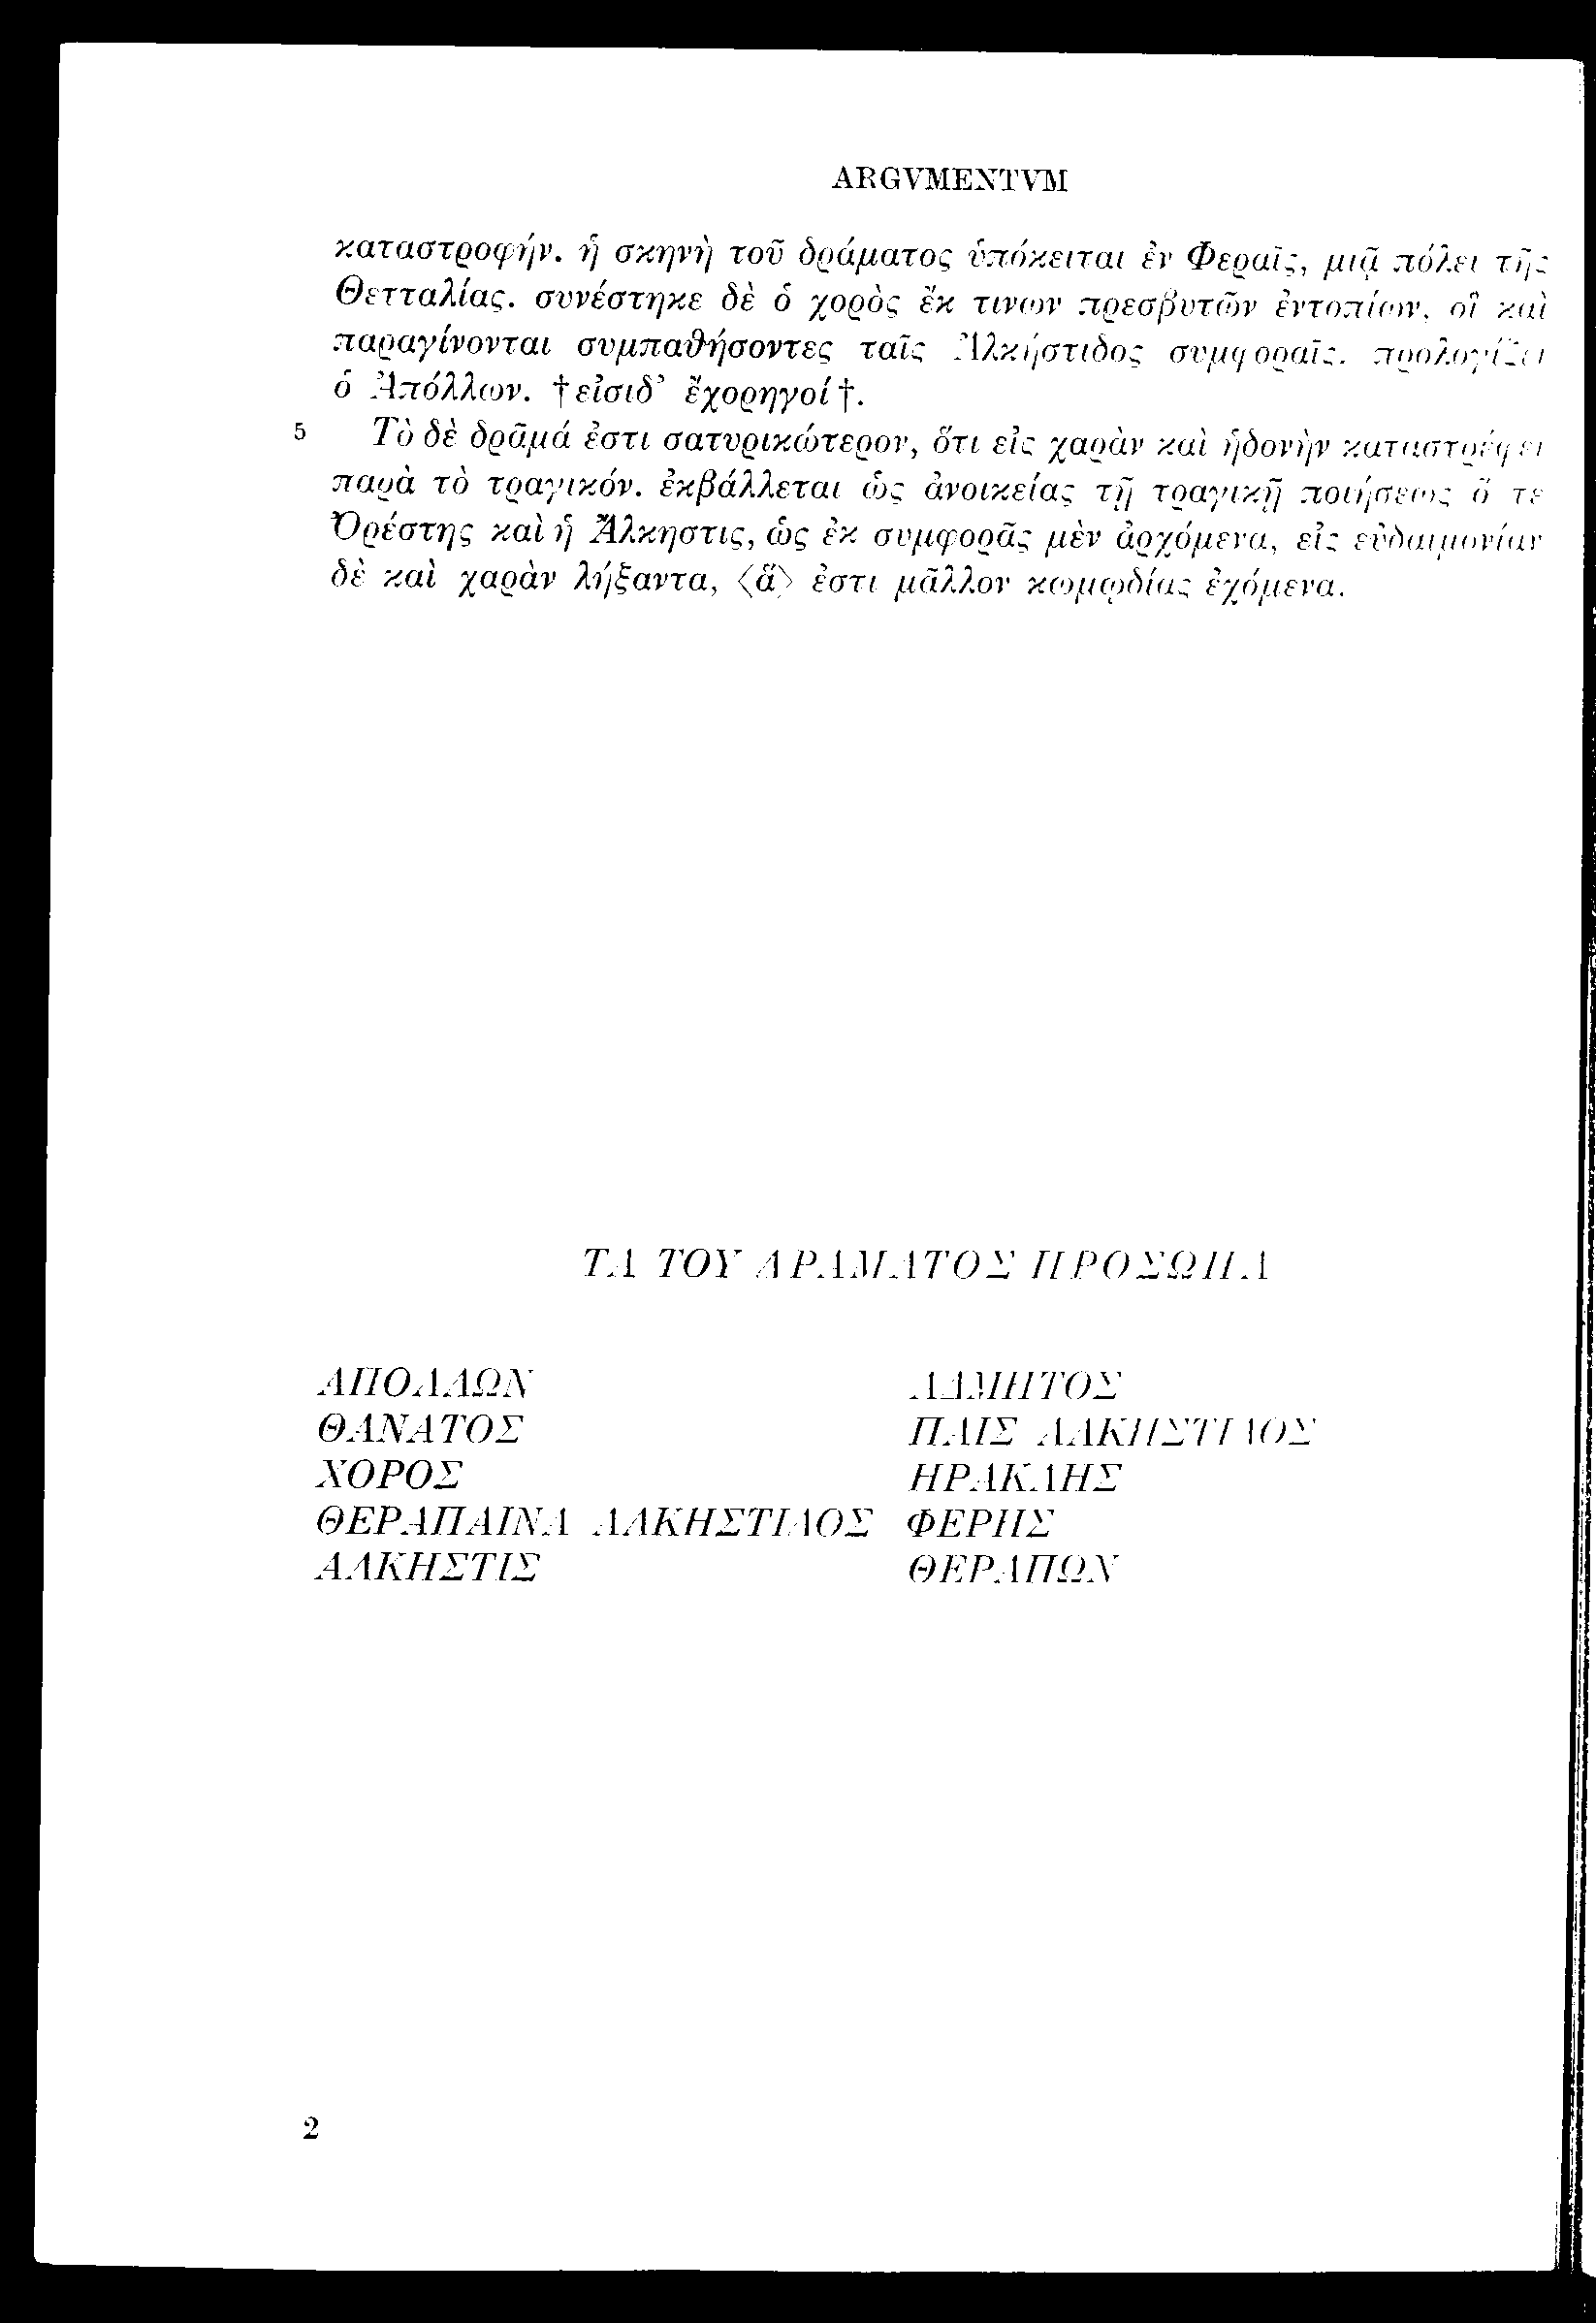 ARGVMENTVM
καταστροφήν. ἡ σκηνὴ τοῦ δράματος ὑπόκειται ἐν Φεραῖς, μιᾷ πόλει τῆς
Θετταλίας. συνέστηκε δὲ ὁ χορὸς ἔκ τινων πρεσβυτῶν ἐντοπίων, οἳ καὶ
παραγίνονται συμπαθήσοντες ταῖς Ἀλκήστιδος συμφοραῖς. προλογίζει
ὁ Ἀπόλλων. †εἰσιδ’ ἐχορηγοί†.
5 Τὸ δὲ δρᾶμά ἐστι σατυρικώτερον, ὅτι εἰς χαρὰν καὶ ἡδονὴν καταστρέφει
παρὰ τὸ τραγικόν. ἐκβάλλεται ὡς ἀνοικείας τῇ τραγικῇ ποιήσεως ὅ τε
Ὀρέστης καὶ ἡ Ἄλκηστις, ὡς ἐκ συμφορᾶς μὲν ἀρχόμενα, εἰς εὐδαιμονίαν
δὲ καὶ χαρὰν λήξαντα, ⟨ἅ⟩ ἐστι μᾶλλον κωμῳδίας ἐχόμενα.
ΤΑ ΤΟΥ ΔΡΑΜΑΤΟΣ ΠΡΟΣΩΠΑ
ΑΠΟΛΛΩΝ
ΘΑΝΑΤΟΣ
ΧΟΡΟΣ
ΘΕΡΑΠΑΙΝΑ ΑΛΚΗΣΤΙΔΟΣ
ΑΛΚΗΣΤΙΣ
ΑΔΜΗΤΟΣ
ΠΑΙΣ ΑΛΚΗΣΤΙΔΟΣ
ΗΡΑΚΛΗΣ
ΦΕΡΗΣ
ΘΕΡΑΠΩΝ
2